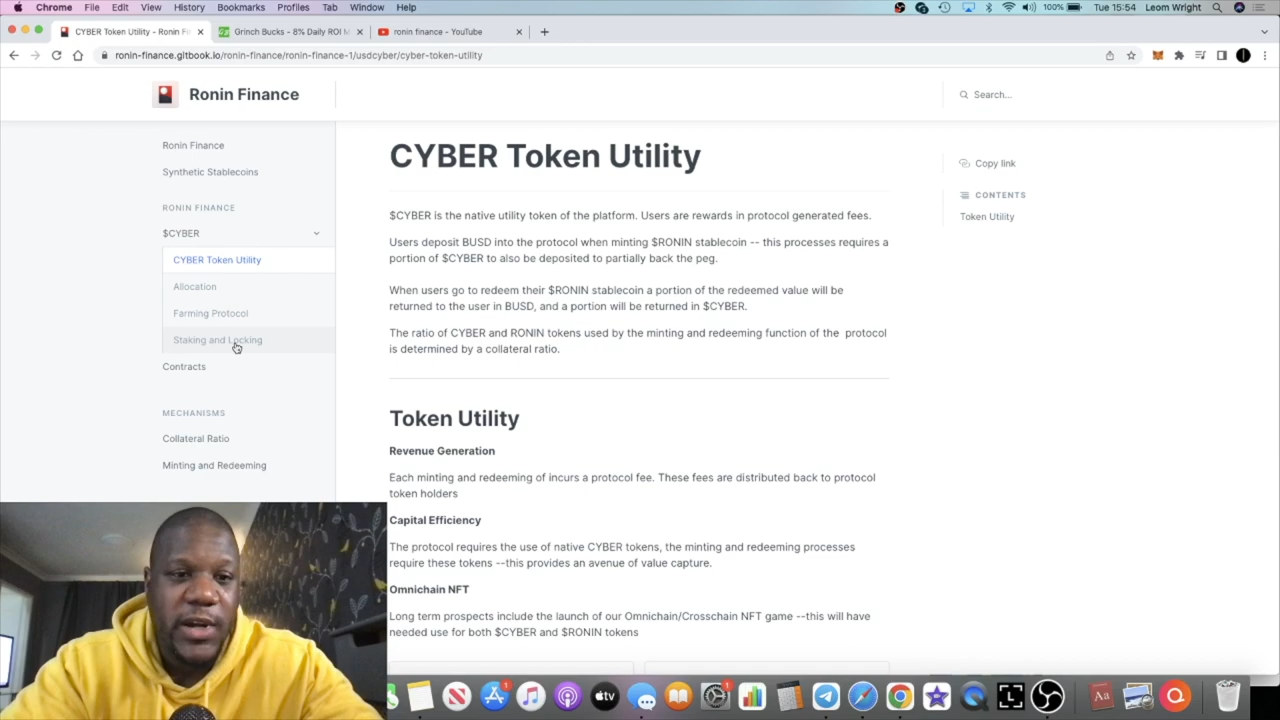 Chrome File Edit View History Bookmarks Profiles Tab Window Help 100% Tue 15:54 Leom Wright
CYBER Token Utility - Ronin Fi
Grinch Bucks - 8% Daily ROI M
ronin finance - YouTube
ronin-finance.gitbook.io/ronin-finance/ronin-finance-1/usdcyber/cyber-token-utility
Ronin Finance
Search...
Ronin Finance
Synthetic Stablecoins
RONIN FINANCE
$CYBER
CYBER Token Utility
Allocation
Farming Protocol
Staking and Locking
Contracts
MECHANISMS
Collateral Ratio
Minting and Redeeming
CYBER Token Utility
$CYBER is the native utility token of the platform. Users are rewards in protocol generated fees.
Users deposit BUSD into the protocol when minting $RONIN stablecoin -- this processes requires a
portion of $CYBER to also be deposited to partially back the peg.
When users go to redeem their $RONIN stablecoin a portion of the redeemed value will be
returned to the user in BUSD, and a portion will be returned in $CYBER.
The ratio of CYBER and RONIN tokens used by the minting and redeeming function of the protocol
is determined by a collateral ratio.
Token Utility
Revenue Generation
Each minting and redeeming of incurs a protocol fee. These fees are distributed back to protocol
token holders
Capital Efficiency
The protocol requires the use of native CYBER tokens, the minting and redeeming processes
require these tokens --this provides an avenue of value capture.
Omnichain NFT
Long term prospects include the launch of our Omnichain/Crosschain NFT game --this will have
needed use for both $CYBER and $RONIN tokens
Copy link
CONTENTS
Token Utility
tv